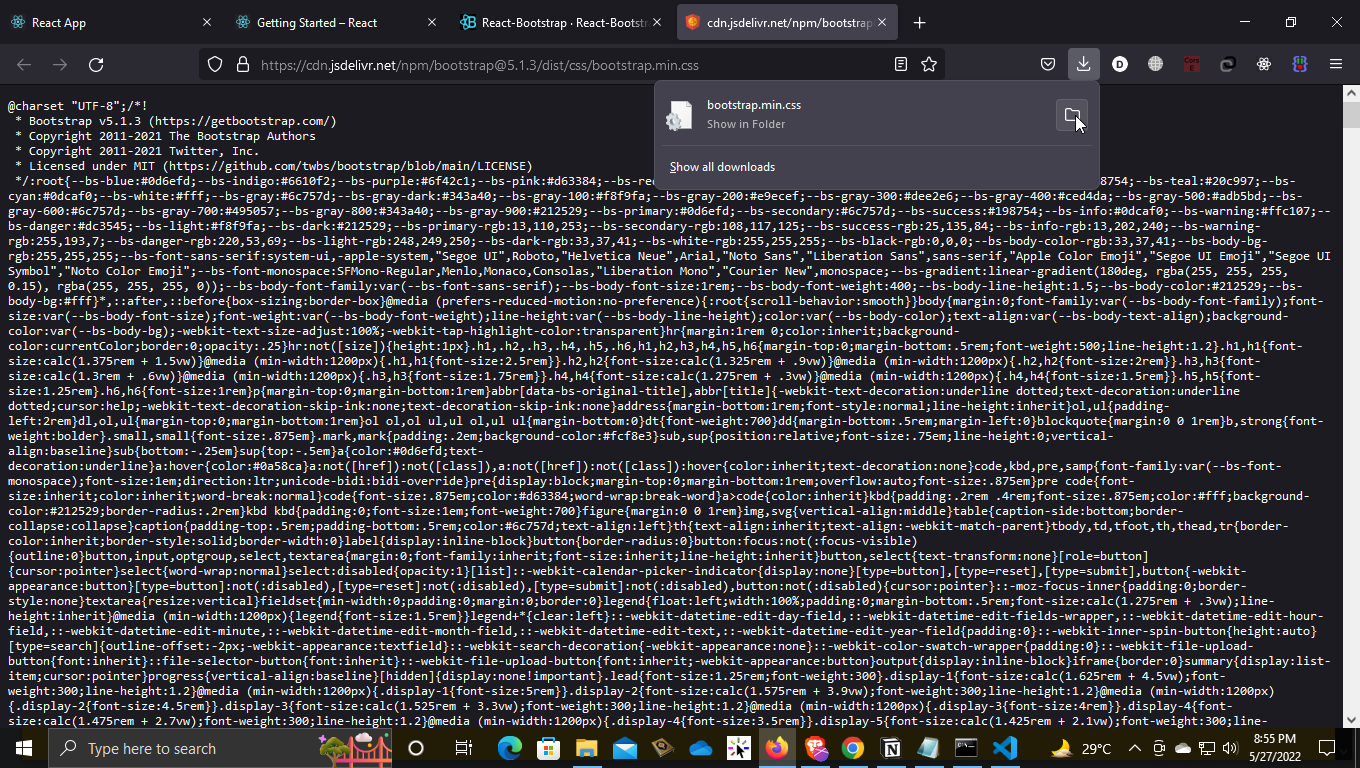 React App
Getting Started – React
React-Bootstrap · React-Bootstr
cdn.jsdelivr.net/npm/bootstrap
https://cdn.jsdelivr.net/npm/bootstrap@5.1.3/dist/css/bootstrap.min.css
bootstrap.min.css
Show in Folder
Show all downloads
@charset "UTF-8";/*!
* Bootstrap v5.1.3 (https://getbootstrap.com/)
* Copyright 2011-2021 The Bootstrap Authors
* Copyright 2011-2021 Twitter, Inc.
* Licensed under MIT (https://github.com/twbs/bootstrap/blob/main/LICENSE)
*/:root{--bs-blue:#0d6efd;--bs-indigo:#6610f2;--bs-purple:#6f42c1;--bs-pink:#d63384;--bs-re 8754;--bs-teal:#20c997;--bs-
cyan:#0dcaf0;--bs-white:#fff;--bs-gray:#6c757d;--bs-gray-dark:#343a40;--bs-gray-100:#f8f9fa;--bs-gray-200:#e9ecef;--bs-gray-300:#dee2e6;--bs-gray-400:#ced4da;--bs-gray-500:#adb5bd;--bs-
gray-600:#6c757d;--bs-gray-700:#495057;--bs-gray-800:#343a40;--bs-gray-900:#212529;--bs-primary:#0d6efd;--bs-secondary:#6c757d;--bs-success:#198754;--bs-info:#0dcaf0;--bs-warning:#ffc107;--
bs-danger:#dc3545;--bs-light:#f8f9fa;--bs-dark:#212529;--bs-primary-rgb:13,110,253;--bs-secondary-rgb:108,117,125;--bs-success-rgb:25,135,84;--bs-info-rgb:13,202,240;--bs-warning-
rgb:255,193,7;--bs-danger-rgb:220,53,69;--bs-light-rgb:248,249,250;--bs-dark-rgb:33,37,41;--bs-white-rgb:255,255,255;--bs-black-rgb:0,0,0;--bs-body-color-rgb:33,37,41;--bs-body-bg-
rgb:255,255,255;--bs-font-sans-serif:system-ui,-apple-system,"Segoe UI",Roboto,"Helvetica Neue",Arial,"Noto Sans","Liberation Sans",sans-serif,"Apple Color Emoji","Segoe UI Emoji","Segoe UI
Symbol","Noto Color Emoji";--bs-font-monospace:SFMono-Regular,Menlo,Monaco,Consolas,"Liberation Mono","Courier New",monospace;--bs-gradient:linear-gradient(180deg, rgba(255, 255, 255,
0.15), rgba(255, 255, 255, 0));--bs-body-font-family:var(--bs-font-sans-serif);--bs-body-font-size:1rem;--bs-body-font-weight:400;--bs-body-line-height:1.5;--bs-body-color:#212529;--bs-
body-bg:#fff}*,::after,::before{box-sizing:border-box}@media (prefers-reduced-motion:no-preference){:root{scroll-behavior:smooth}}body{margin:0;font-family:var(--bs-body-font-family);font-
size:var(--bs-body-font-size);font-weight:var(--bs-body-font-weight);line-height:var(--bs-body-line-height);color:var(--bs-body-color);text-align:var(--bs-body-text-align);background-
color:var(--bs-body-bg);-webkit-text-size-adjust:100%;-webkit-tap-highlight-color:transparent}hr{margin:1rem 0;color:inherit;background-
color:currentColor;border:0;opacity:.25}hr:not([size]){height:1px}.h1,.h2,.h3,.h4,.h5,.h6,h1,h2,h3,h4,h5,h6{margin-top:0;margin-bottom:.5rem;font-weight:500;line-height:1.2}.h1,h1{font-
size:calc(1.375rem + 1.5vw)}@media (min-width:1200px){.h1,h1{font-size:2.5rem}}.h2,h2{font-size:calc(1.325rem + .9vw)}@media (min-width:1200px){.h2,h2{font-size:2rem}}.h3,h3{font-
size:calc(1.3rem + .6vw)}@media (min-width:1200px){.h3,h3{font-size:1.75rem}}.h4,h4{font-size:calc(1.275rem + .3vw)}@media (min-width:1200px){.h4,h4{font-size:1.5rem}}.h5,h5{font-
size:1.25rem}.h6,h6{font-size:1rem}p{margin-top:0;margin-bottom:1rem}abbr[data-bs-original-title],abbr[title]{-webkit-text-decoration:underline dotted;text-decoration:underline
dotted;cursor:help;-webkit-text-decoration-skip-ink:none;text-decoration-skip-ink:none}address{margin-bottom:1rem;font-style:normal;line-height:inherit}ol,ul{padding-
left:2rem}dl,ol,ul{margin-top:0;margin-bottom:1rem}ol ol,ol ul,ul ol,ul ul{margin-bottom:0}dt{font-weight:700}dd{margin-bottom:.5rem;margin-left:0}blockquote{margin:0 0 1rem}b,strong{font-
weight:bolder}.small,small{font-size:.875em}.mark,mark{padding:.2em;background-color:#fcf8e3}sub,sup{position:relative;font-size:.75em;line-height:0;vertical-
align:baseline}sub{bottom:-.25em}sup{top:-.5em}a{color:#0d6efd;text-
decoration:underline}a:hover{color:#0a58ca}a:not([href]):not([class]),a:not([href]):not([class]):hover{color:inherit;text-decoration:none}code,kbd,pre,samp{font-family:var(--bs-font-
monospace);font-size:1em;direction:ltr;unicode-bidi:bidi-override}pre{display:block;margin-top:0;margin-bottom:1rem;overflow:auto;font-size:.875em}pre code{font-
size:inherit;color:inherit;word-break:normal}code{font-size:.875em;color:#d63384;word-wrap:break-word}a>code{color:inherit}kbd{padding:.2rem .4rem;font-size:.875em;color:#fff;background-
color:#212529;border-radius:.2rem}kbd kbd{padding:0;font-size:1em;font-weight:700}figure{margin:0 0 1rem}img,svg{vertical-align:middle}table{caption-side:bottom;border-
collapse:collapse}caption{padding-top:.5rem;padding-bottom:.5rem;color:#6c757d;text-align:left}th{text-align:inherit;text-align:-webkit-match-parent}tbody,td,tfoot,th,thead,tr{border-
color:inherit;border-style:solid;border-width:0}label{display:inline-block}button{border-radius:0}button:focus:not(:focus-visible)
{outline:0}button,input,optgroup,select,textarea{margin:0;font-family:inherit;font-size:inherit;line-height:inherit}button,select{text-transform:none}[role=button]
{cursor:pointer}select{word-wrap:normal}select:disabled{opacity:1}[list]::-webkit-calendar-picker-indicator{display:none}[type=button],[type=reset],[type=submit],button{-webkit-
appearance:button}[type=button]:not(:disabled),[type=reset]:not(:disabled),[type=submit]:not(:disabled),button:not(:disabled){cursor:pointer}::-moz-focus-inner{padding:0;border-
style:none}textarea{resize:vertical}fieldset{min-width:0;padding:0;margin:0;border:0}legend{float:left;width:100%;padding:0;margin-bottom:.5rem;font-size:calc(1.275rem + .3vw);line-
height:inherit}@media (min-width:1200px){legend{font-size:1.5rem}}legend+*{clear:left}::-webkit-datetime-edit-day-field,::-webkit-datetime-edit-fields-wrapper,::-webkit-datetime-edit-hour-
field,::-webkit-datetime-edit-minute,::-webkit-datetime-edit-month-field,::-webkit-datetime-edit-text,::-webkit-datetime-edit-year-field{padding:0}::-webkit-inner-spin-button{height:auto}
[type=search]{outline-offset:-2px;-webkit-appearance:textfield}::-webkit-search-decoration{-webkit-appearance:none}::-webkit-color-swatch-wrapper{padding:0}::-webkit-file-upload-
button{font:inherit}::file-selector-button{font:inherit}::-webkit-file-upload-button{font:inherit;-webkit-appearance:button}output{display:inline-block}iframe{border:0}summary{display:list-
item;cursor:pointer}progress{vertical-align:baseline}[hidden]{display:none!important}.lead{font-size:1.25rem;font-weight:300}.display-1{font-size:calc(1.625rem + 4.5vw);font-
weight:300;line-height:1.2}@media (min-width:1200px){.display-1{font-size:5rem}}.display-2{font-size:calc(1.575rem + 3.9vw);font-weight:300;line-height:1.2}@media (min-width:1200px)
{.display-2{font-size:4.5rem}}.display-3{font-size:calc(1.525rem + 3.3vw);font-weight:300;line-height:1.2}@media (min-width:1200px){.display-3{font-size:4rem}}.display-4{font-
size:calc(1.475rem + 2.7vw);font-weight:300;line-height:1.2}@media (min-width:1200px){.display-4{font-size:3.5rem}}.display-5{font-size:calc(1.425rem + 2.1vw);font-weight:300;line-
Type here to search
29°C
8:55 PM
5/27/2022